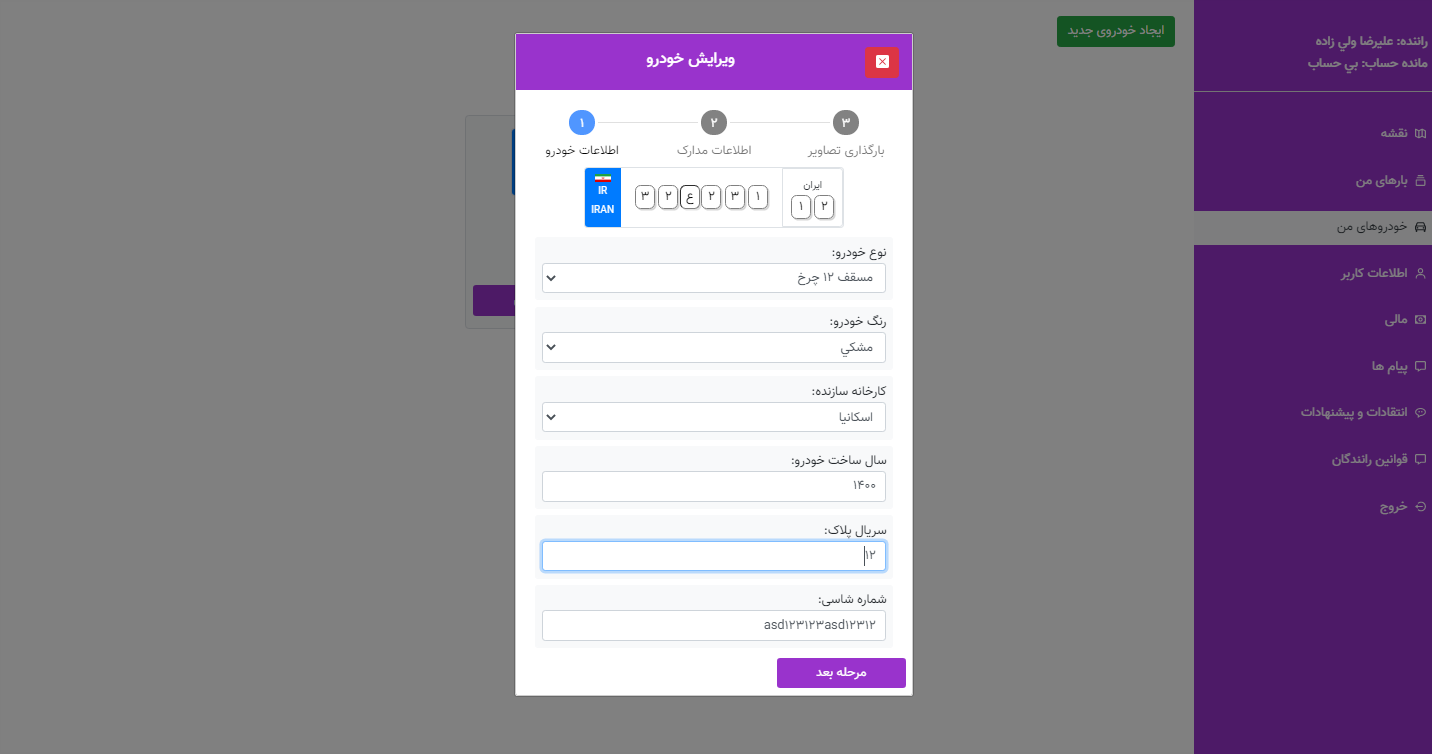 راننده: عليرضا ولي زاده
مانده حساب: بي حساب
نقشه
بارهای من
خودروهای من
اطلاعات کاربر
مالی
پیام ها
انتقادات و پیشنهادات
قوانین رانندگان
خروج
ایجاد خودروی جدید
ویرایش خودرو
۱ ۲ ۳
اطلاعات خودرو اطلاعات مدارک بارگذاری تصاویر
IR
IRAN
۳ ۲ ع ۲ ۳ ۱
ایران
۱ ۲
نوع خودرو:
مسقف ۱۲ چرخ
رنگ خودرو:
مشكي
کارخانه سازنده:
اسکانیا
سال ساخت خودرو:
۱۴۰۰
سریال پلاک:
۱۲
شماره شاسی:
asd۱۲۳۱۲۳asd۱۲۳۱۲
مرحله بعد